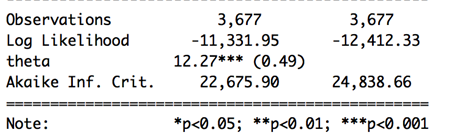 Observations 3,677 3,677
Log Likelihood -11,331.95 -12,412.33
theta 12.27*** (0.49)
Akaike Inf. Crit. 22,675.90 24,838.66
==============================================
Note: *p<0.05; **p<0.01; ***p<0.001